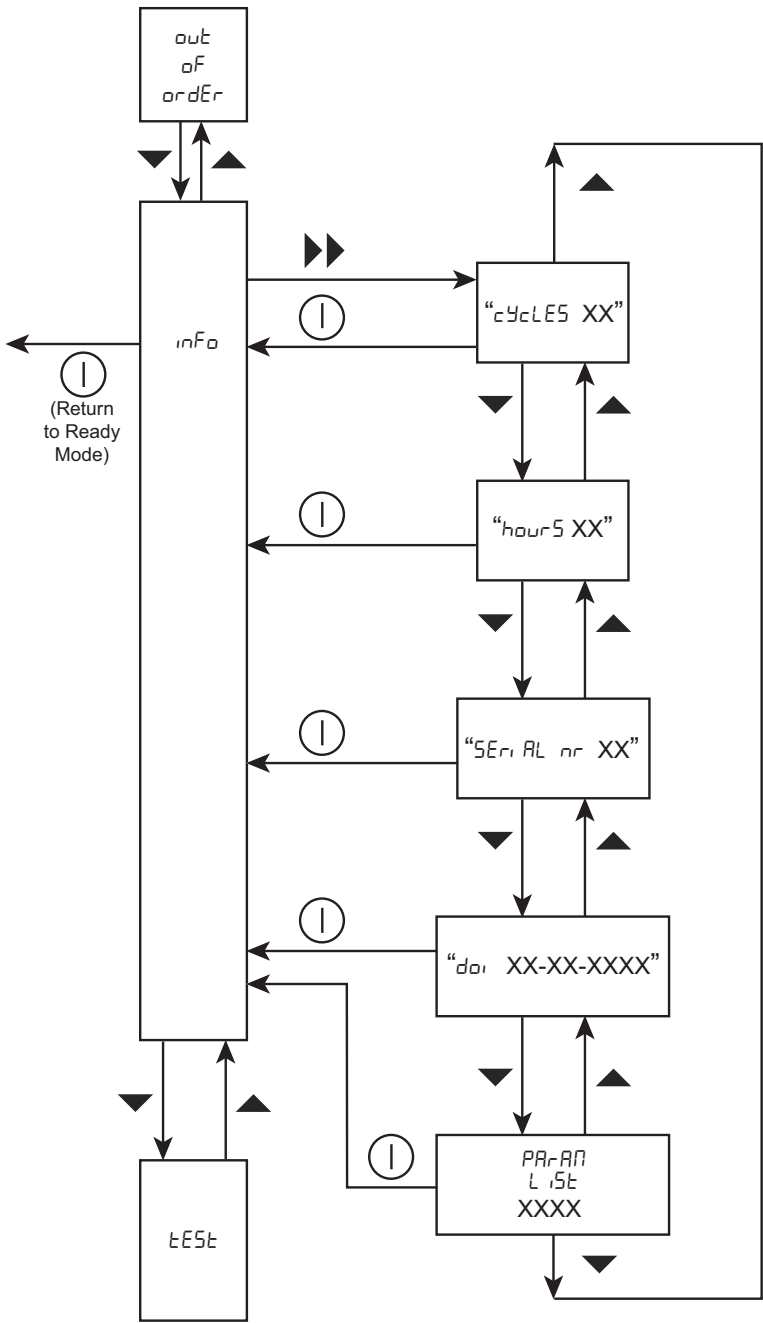 out
oF
ordEr
“cYcLES XX”
inFo
(Return
to Ready
Mode)
“hourS XX”
“SEriAL nr XX”
“doi XX-XX-XXXX”
PArAM
LiSt
XXXX
tESt